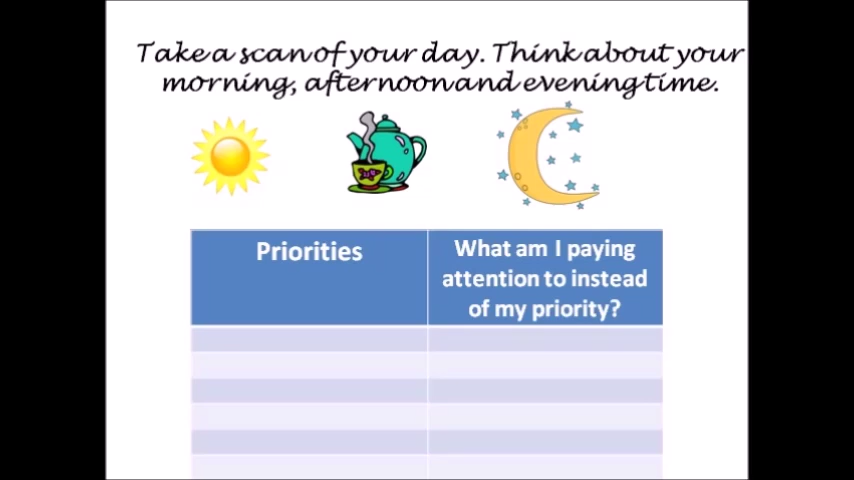 Take a scan of your day. Think about your
morning, afternoon and evening time.
Priorities
What am I paying
attention to instead
of my priority?